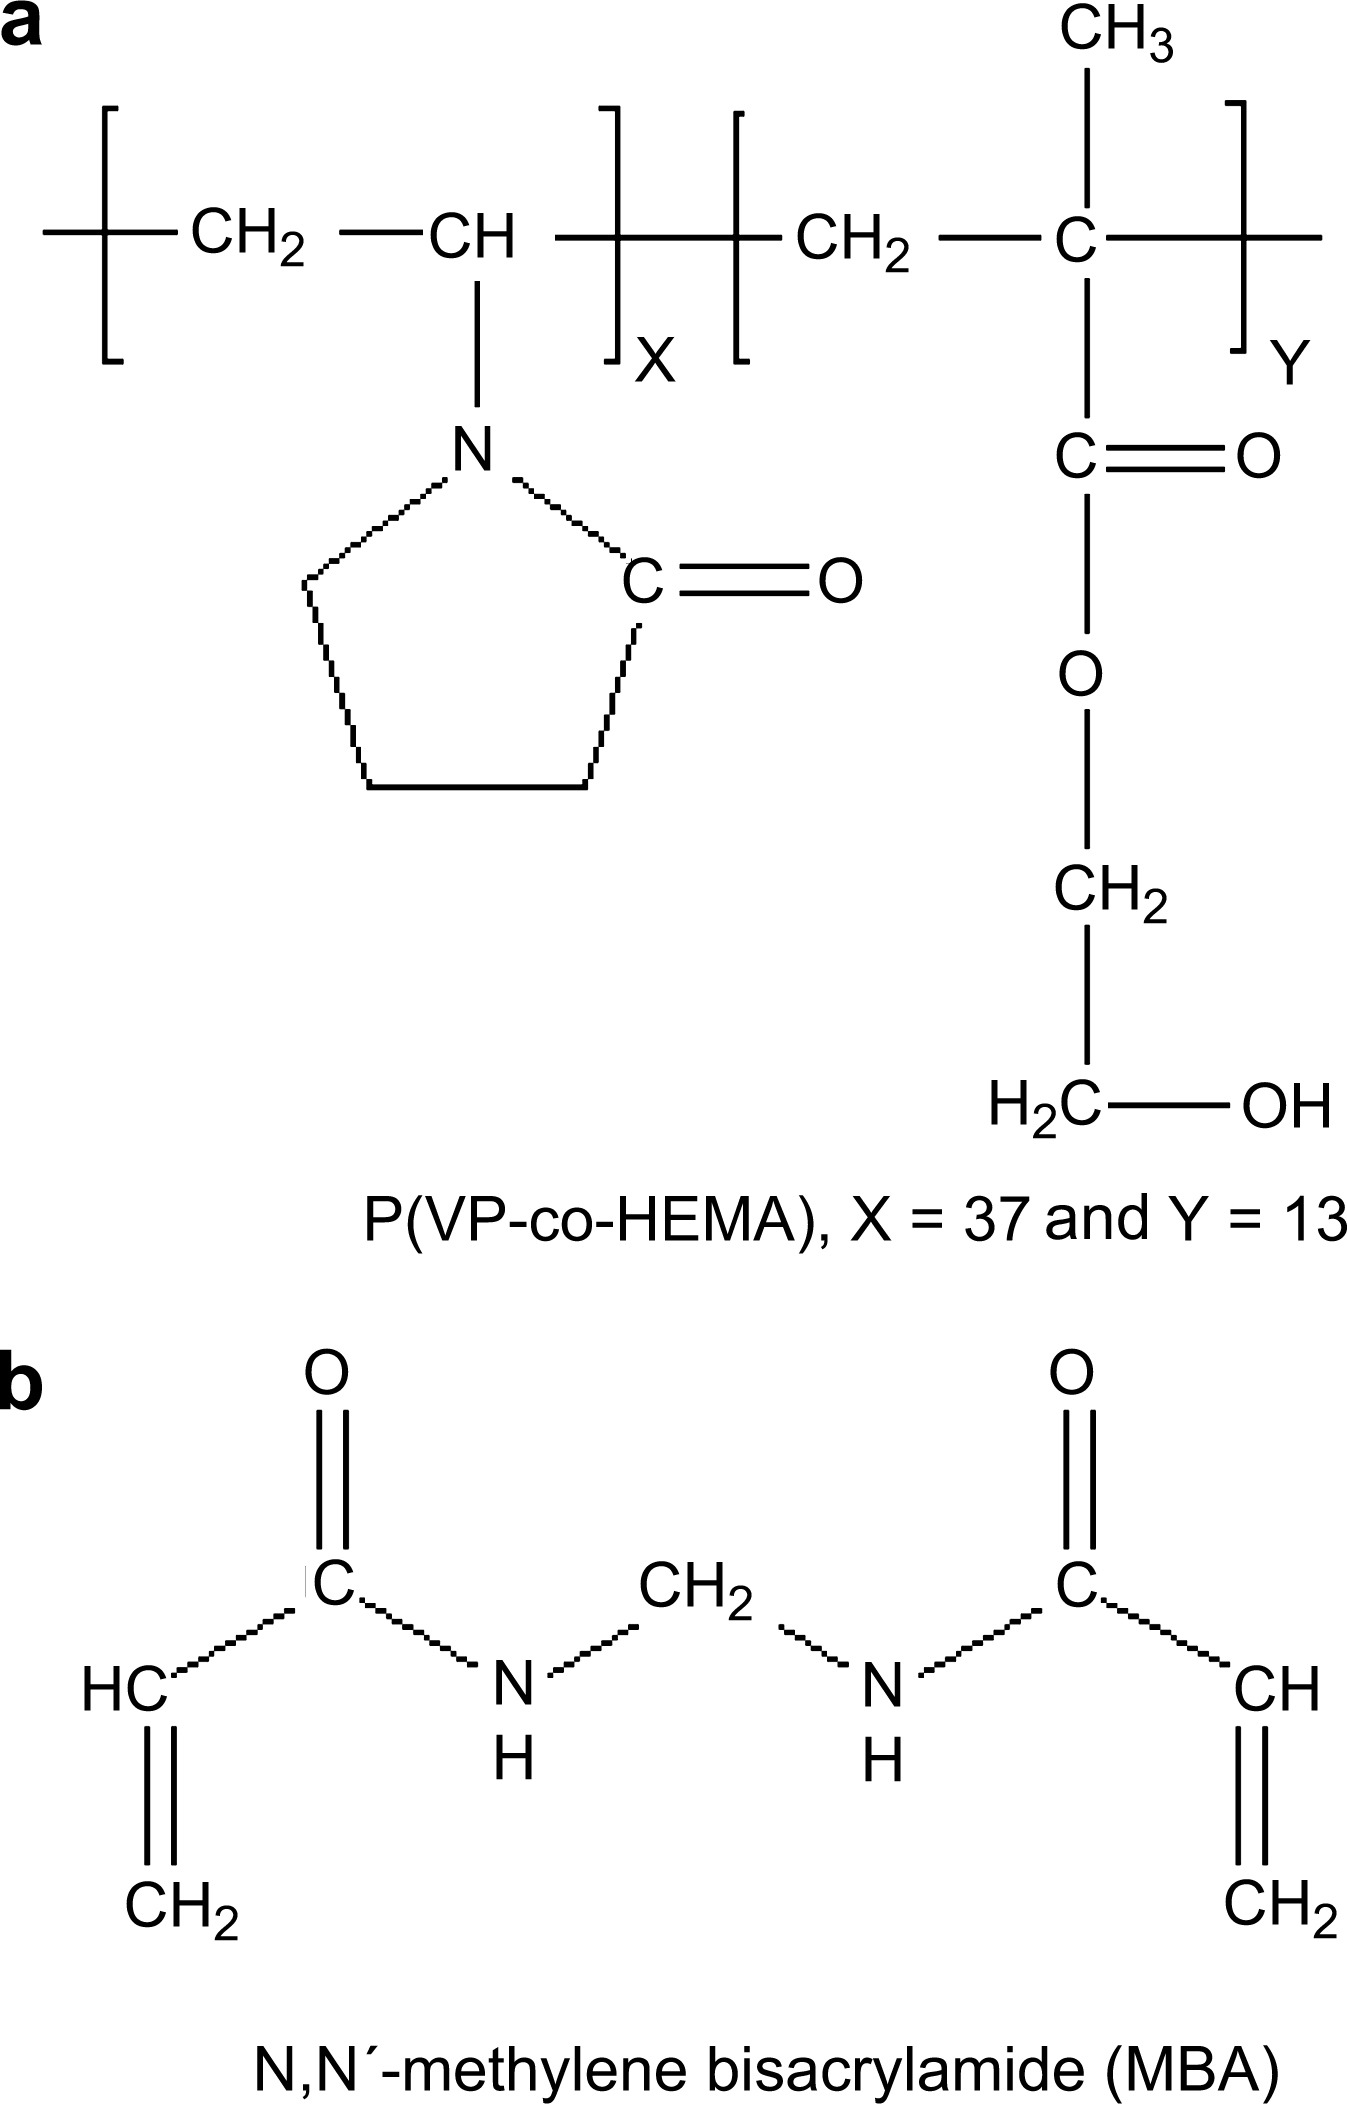 a
CH3
CH2 CH CH2 C
X Y
N
C O
C O
O
CH2
H2C OH
P(VP-co-HEMA), X = 37 and Y = 13
b
O O
C CH2 C
HC N N CH
H H
CH2 CH2
N,N´-methylene bisacrylamide (MBA)